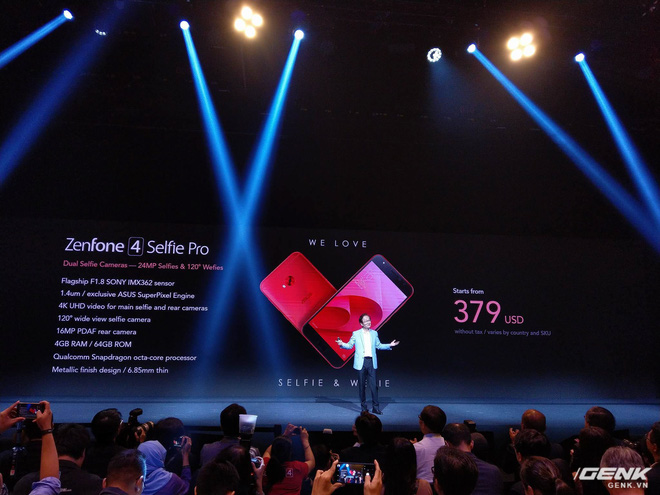 Zenfone 4 Selfie Pro
Dual Selfie Cameras — 24MP Selfies & 120° Wefies
Flagship F1.8 SONY IMX362 sensor
1.4um / exclusive ASUS SuperPixel Engine
4K UHD video for main selfie and rear cameras
120° wide view selfie camera
16MP PDAF rear camera
4GB RAM / 64GB ROM
Qualcomm Snapdragon octa-core processor
Metallic finish design / 6.85mm thin
WE LOVE
SELFIE & W IE
Starts from
379 USD
without tax / varies by country and SKU
GENK
GENK.VN